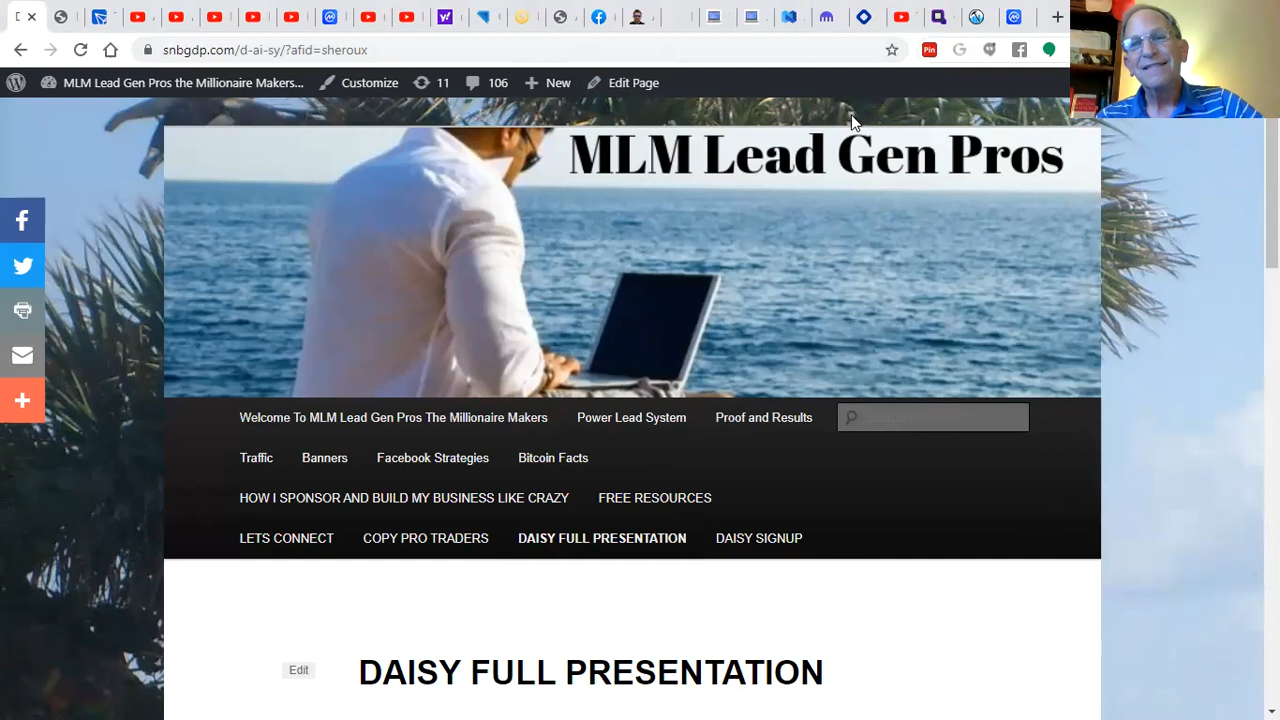 snbgdp.com/d-ai-sy/?afid=sheroux
MLM Lead Gen Pros the Millionaire Makers... Customize 11 106 New Edit Page
MLM Lead Gen Pros
Welcome To MLM Lead Gen Pros The Millionaire Makers Power Lead System Proof and Results
Traffic Banners Facebook Strategies Bitcoin Facts
HOW I SPONSOR AND BUILD MY BUSINESS LIKE CRAZY FREE RESOURCES
LETS CONNECT COPY PRO TRADERS DAISY FULL PRESENTATION DAISY SIGNUP
Edit DAISY FULL PRESENTATION